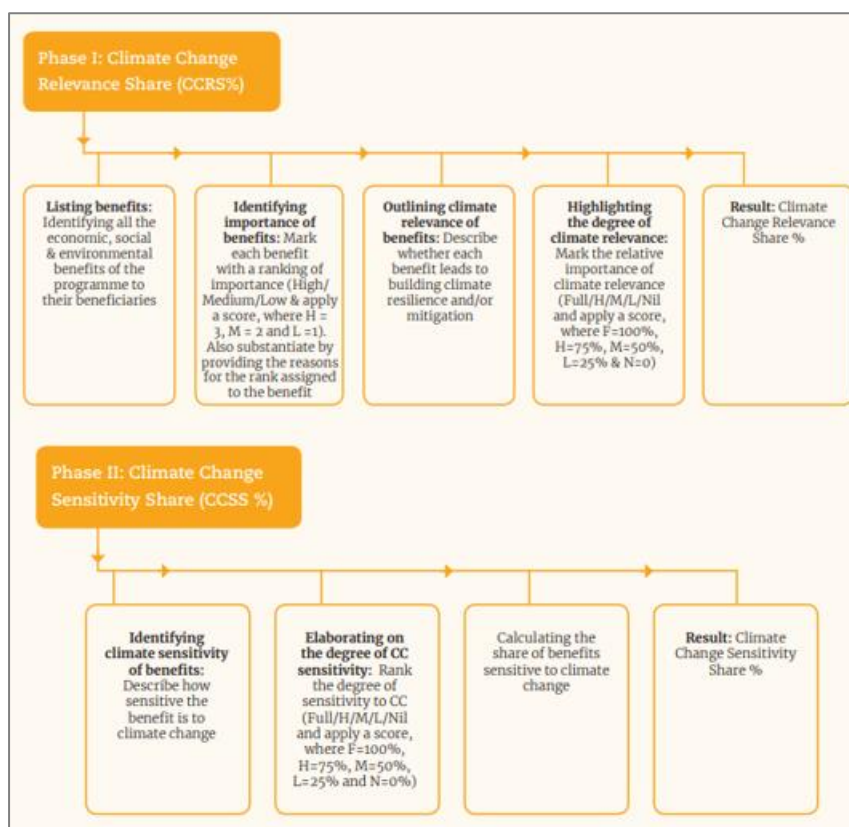 Phase I: Climate Change
Relevance Share (CCRS%)
Listing benefits:
Identifying all the
economic, social
& environmental
benefits of the
programme to
their beneficiaries
Identifying
importance of
benefits: Mark
each benefit
with a ranking of
importance (High/
Medium/Low & apply
a score, where H =
3, M = 2 and L =1).
Also substantiate by
providing the reasons
for the rank assigned
to the benefit
Outlining climate
relevance of
benefits: Describe
whether each
benefit leads to
building climate
resilience and/or
mitigation
Highlighting
the degree of
climate relevance:
Mark the relative
importance of
climate relevance
(Full/H/M/L/Nil
and apply a score,
where F=100%,
H=75%, M=50%,
L=25% & N=0)
Result: Climate
Change Relevance
Share %
Phase II: Climate Change
Sensitivity Share (CCSS %)
Identifying
climate sensitivity
of benefits:
Describe how
sensitive the
benefit is to
climate change
Elaborating on
the degree of CC
sensitivity: Rank
the degree of
sensitivity to CC
(Full/H/M/L/Nil
and apply a score,
where F=100%,
H=75%, M=50%,
L=25% and N=0%)
Calculating the
share of benefits
sensitive to climate
change
Result: Climate
Change Sensitivity
Share %